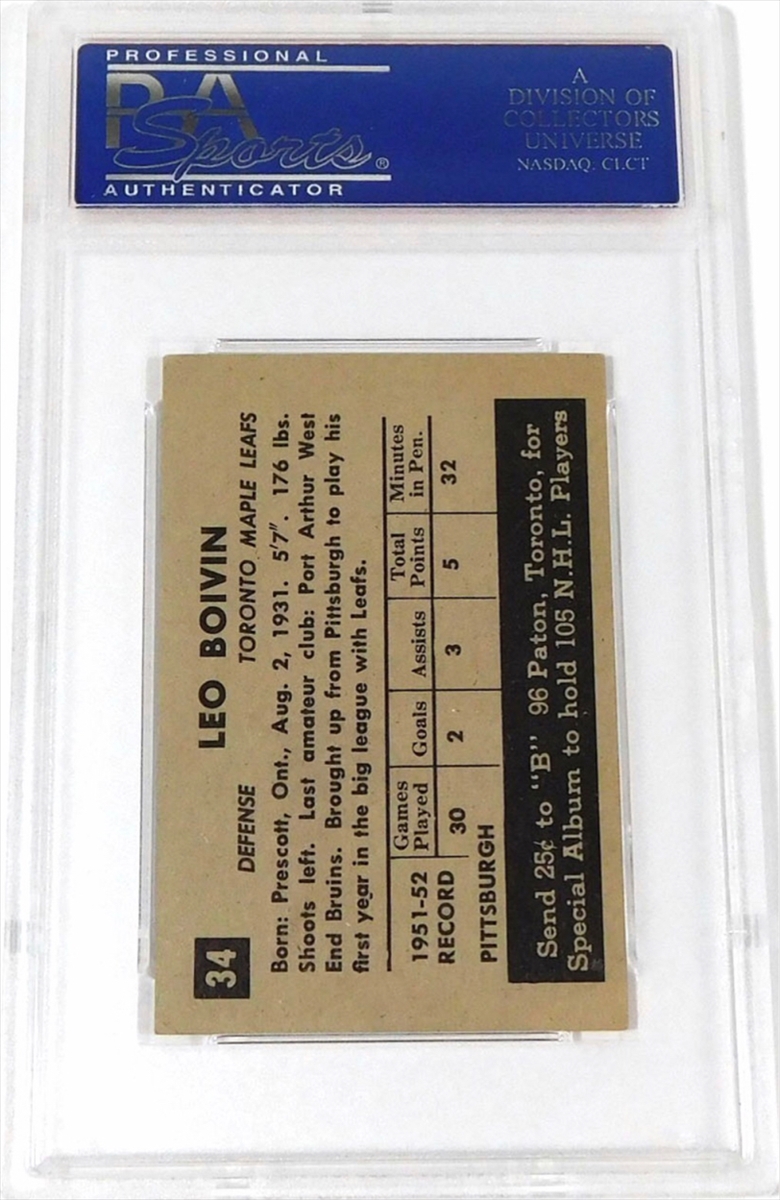 PROFESSIONAL
PSA
Sports®
AUTHENTICATOR
A
DIVISION OF
COLLECTORS
UNIVERSE
NASDAQ: CLCT
34
LEO BOIVIN
DEFENSE TORONTO MAPLE LEAFS
Born: Prescott, Ont., Aug. 2, 1931. 5'7". 176 lbs.
Shoots left. Last amateur club: Port Arthur West
End Bruins. Brought up from Pittsburgh to play his
first year in the big league with Leafs.
1951-52 RECORD
Games Played Goals Assists Total Points Minutes in Pen.
30 2 3 5 32
PITTSBURGH
Send 25¢ to "B" 96 Paton, Toronto, for
Special Album to hold 105 N.H.L. Players